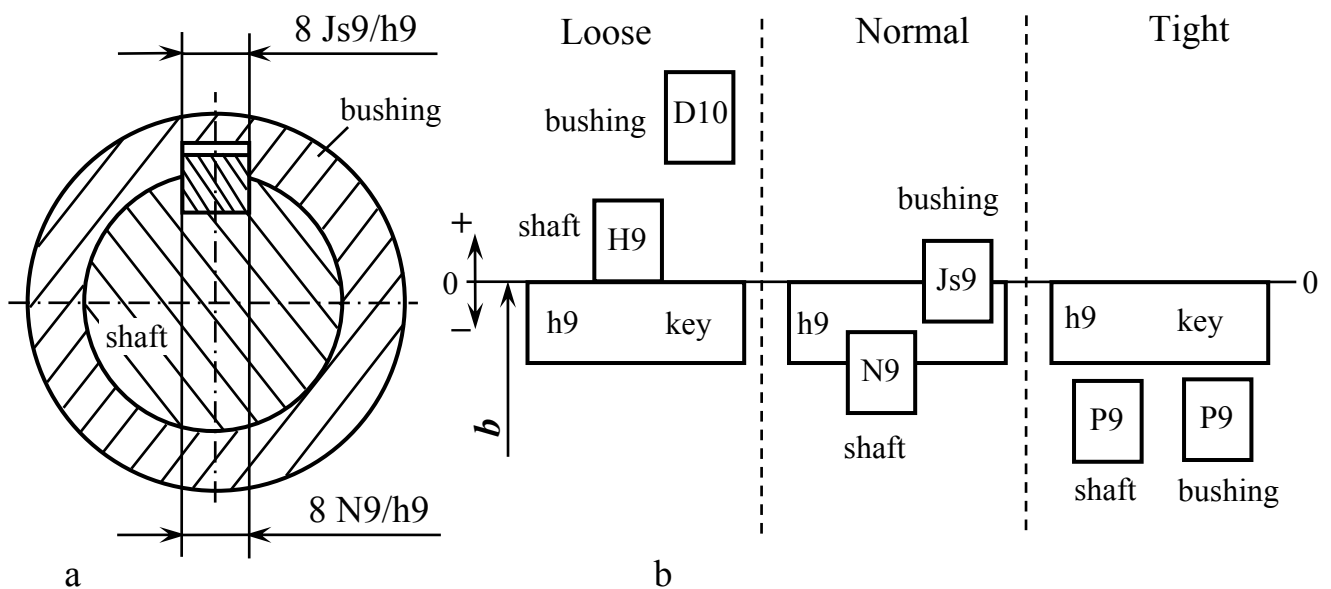 8 Js9/h9
bushing
shaft
8 N9/h9
a
Loose
Normal
Tight
bushing
D10
shaft
H9
+
0
−
h9
key
b
bushing
Js9
h9
N9
shaft
0
h9
key
P9
P9
shaft
bushing
b